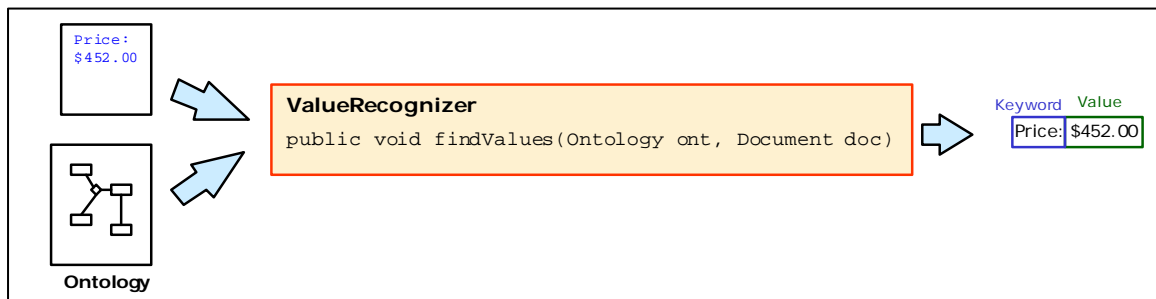 Price:
$452.00
Ontology
ValueRecognizer
public void findValues(Ontology ont, Document doc)
Keyword Value
Price: $452.00